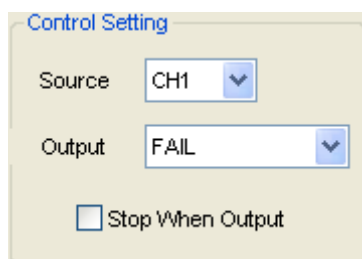 Control Setting
Source CH1
Output FAIL
Stop When Output